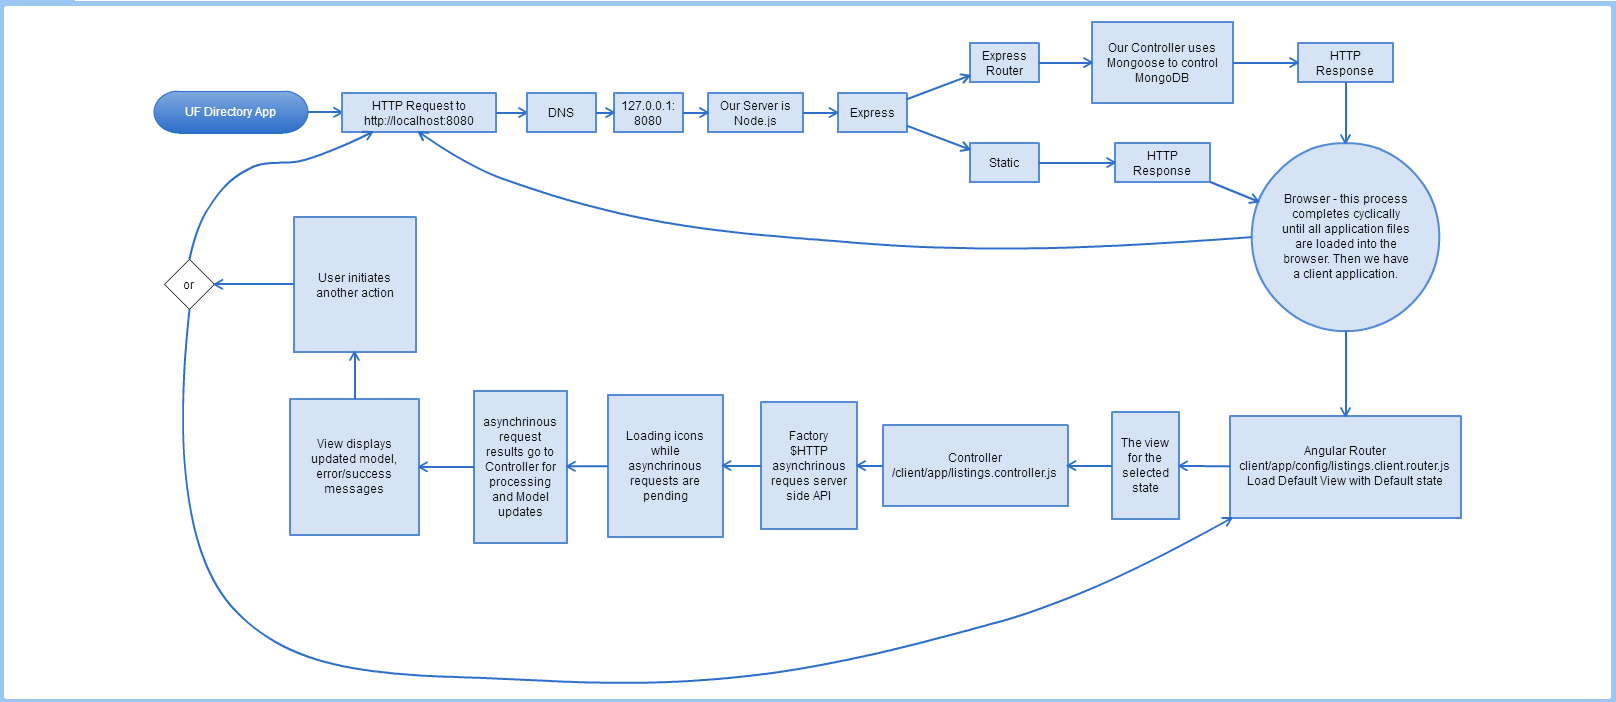 UF Directory App
HTTP Request to
http://localhost:8080
DNS
127.0.0.1:
8080
Our Server is
Node.js
Express
Express
Router
Our Controller uses
Mongoose to control
MongoDB
HTTP
Response
Static
HTTP
Response
Browser - this process
completes cyclically
until all application files
are loaded into the
browser. Then we have
a client application.
Angular Router
client/app/config/listings.client.router.js
Load Default View with Default state
The view
for the
selected
state
Controller
/client/app/listings.controller.js
Factory
$HTTP
asynchrinous
reques server
side API
Loading icons
while
asynchrinous
requests are
pending
asynchrinous
request
results go to
Controller for
processing
and Model
updates
View displays
updated model,
error/success
messages
User initiates
another action
or